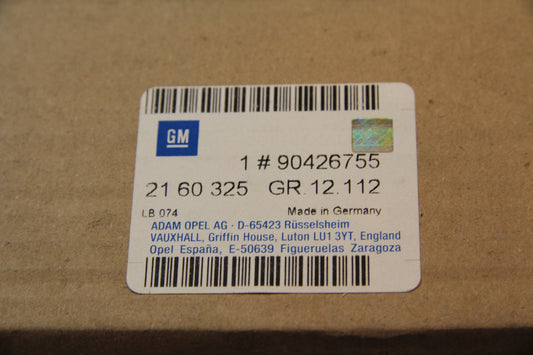 GM
1 # 90426755
21 60 325 GR.12.112
LB 074 Made in Germany
ADAM OPEL AG · D-65423 Rüsselsheim
VAUXHALL, Griffin House, Luton LU1 3YT, England
Opel España, E-50639 Figueruelas Zaragoza